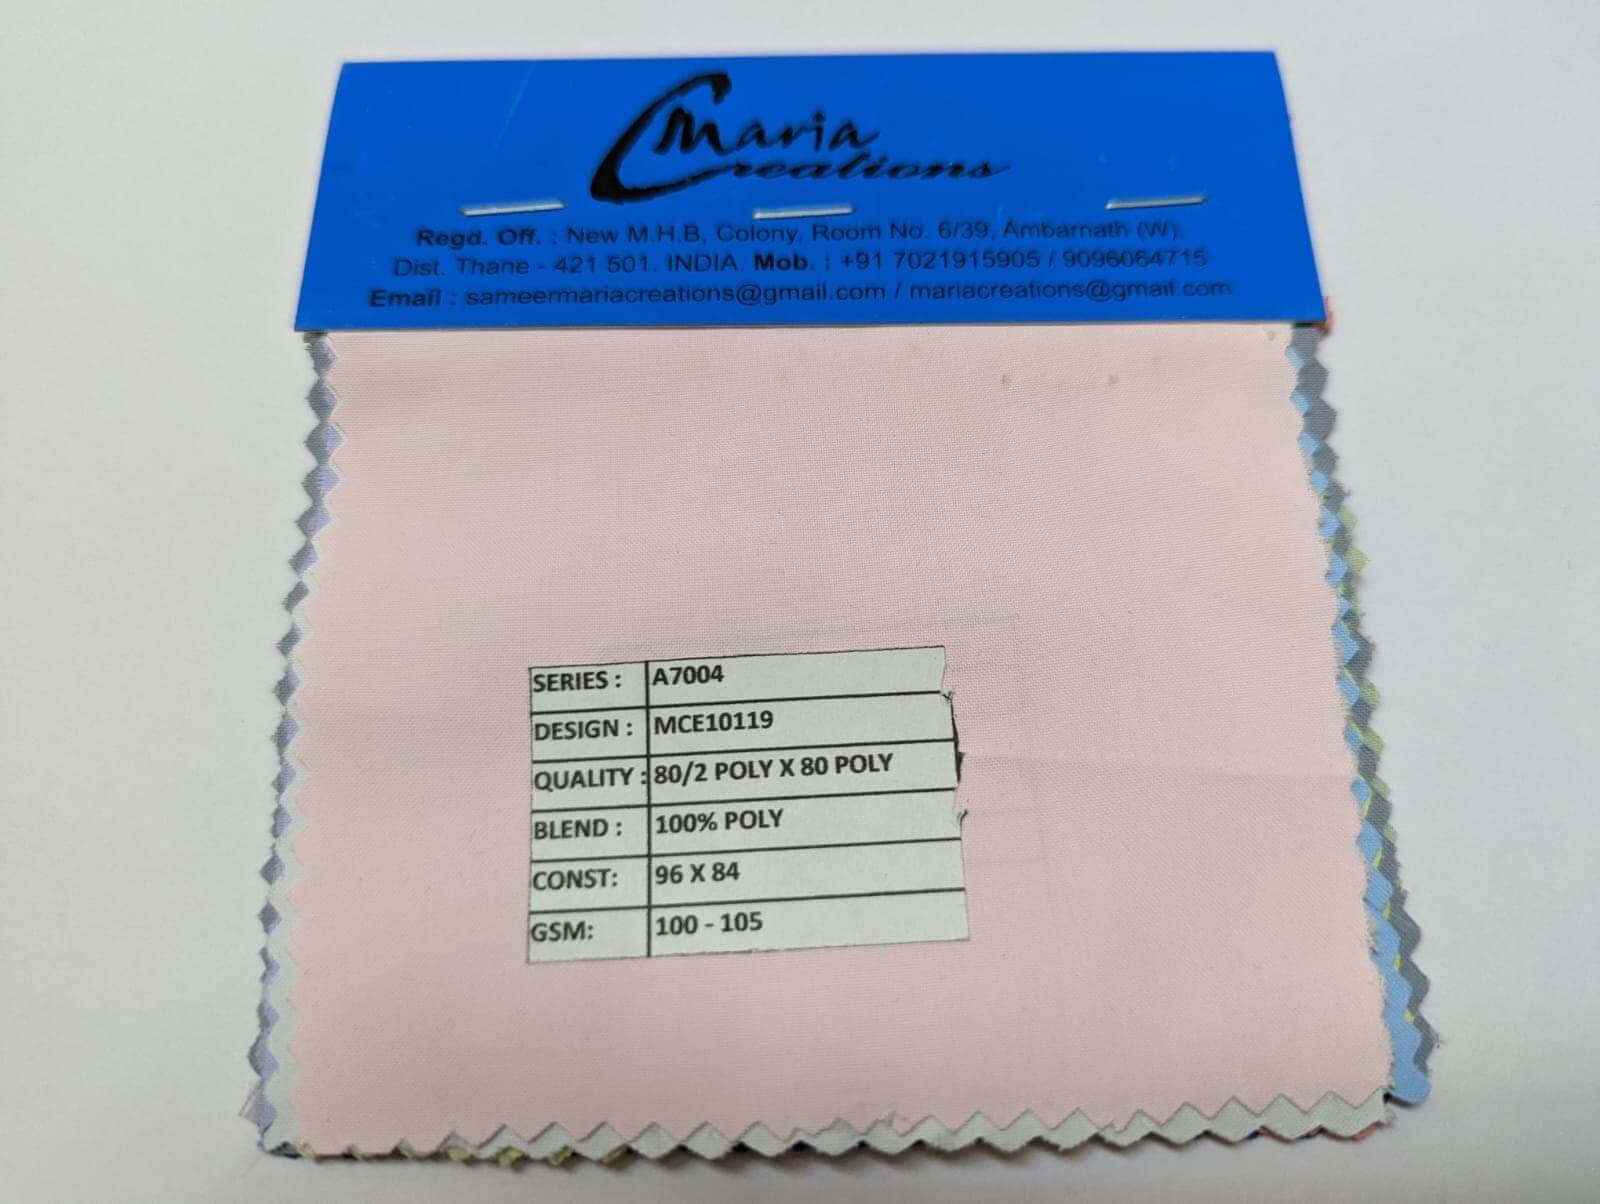 Maria
Creations
Regd. Off. : New M.H.B, Colony, Room No. 6/39, Ambarnath (W),
Dist. Thane - 421 501. INDIA. Mob. : +91 7021915905 / 9096064715
Email : sameermariacreations@gmail.com / mariacreations@gmail.com
SERIES : A7004
DESIGN : MCE10119
QUALITY : 80/2 POLY X 80 POLY
BLEND : 100% POLY
CONST: 96 X 84
GSM: 100 - 105